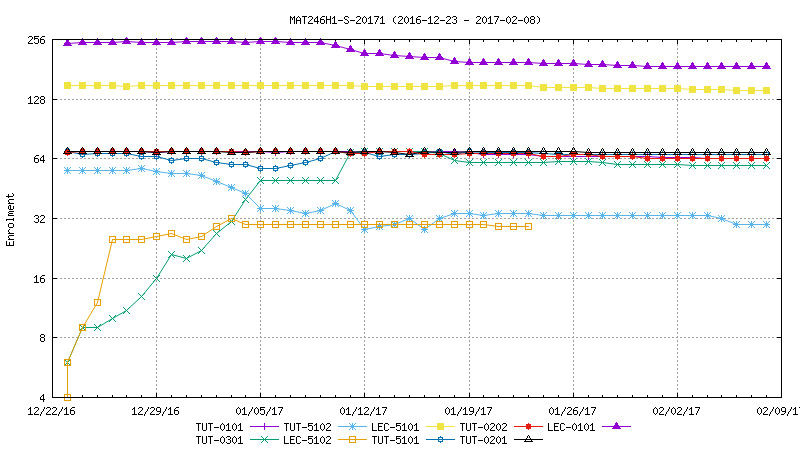 MAT246H1-S-20171 (2016-12-23 - 2017-02-08)
256
128
64
32
16
8
4
Enrolment
12/22/16 12/29/16 01/05/17 01/12/17 01/19/17 01/26/17 02/02/17 02/09/17
TUT-0101 TUT-5102 LEC-5101 TUT-0202 LEC-0101
TUT-0301 LEC-5102 TUT-5101 TUT-0201